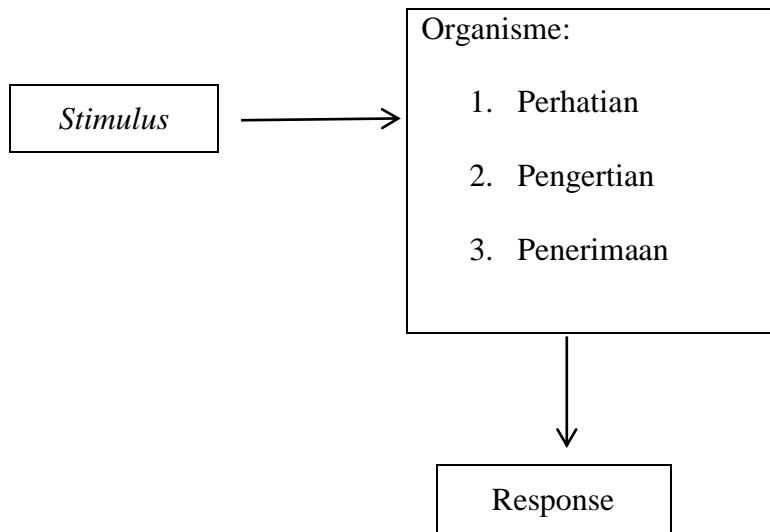 Stimulus
Organisme:
1. Perhatian
2. Pengertian
3. Penerimaan
Response